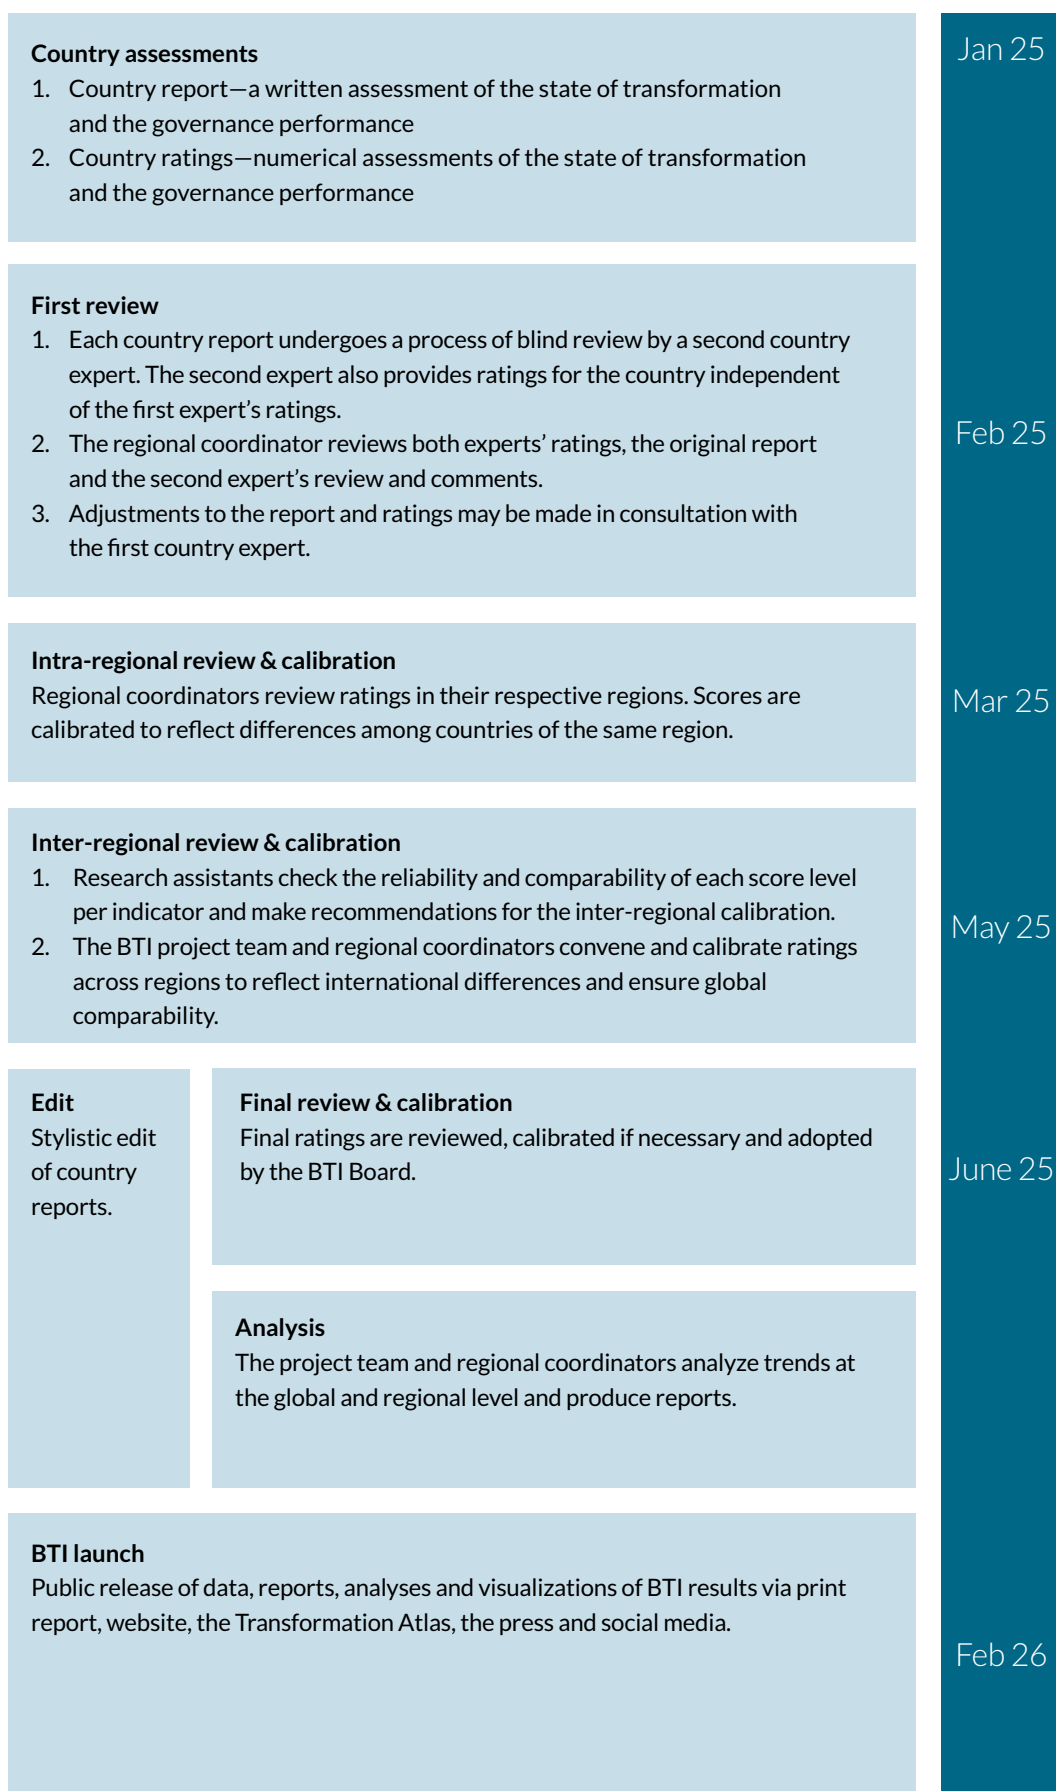 Country assessments
1. Country report—a written assessment of the state of transformation
and the governance performance
2. Country ratings—numerical assessments of the state of transformation
and the governance performance
Jan 25
First review
1. Each country report undergoes a process of blind review by a second country
expert. The second expert also provides ratings for the country independent
of the first expert’s ratings.
2. The regional coordinator reviews both experts’ ratings, the original report
and the second expert’s review and comments.
3. Adjustments to the report and ratings may be made in consultation with
the first country expert.
Feb 25
Intra-regional review & calibration
Regional coordinators review ratings in their respective regions. Scores are
calibrated to reflect differences among countries of the same region.
Mar 25
Inter-regional review & calibration
1. Research assistants check the reliability and comparability of each score level
per indicator and make recommendations for the inter-regional calibration.
2. The BTI project team and regional coordinators convene and calibrate ratings
across regions to reflect international differences and ensure global
comparability.
May 25
Edit
Stylistic edit
of country
reports.
Final review & calibration
Final ratings are reviewed, calibrated if necessary and adopted
by the BTI Board.
June 25
Analysis
The project team and regional coordinators analyze trends at
the global and regional level and produce reports.
BTI launch
Public release of data, reports, analyses and visualizations of BTI results via print
report, website, the Transformation Atlas, the press and social media.
Feb 26